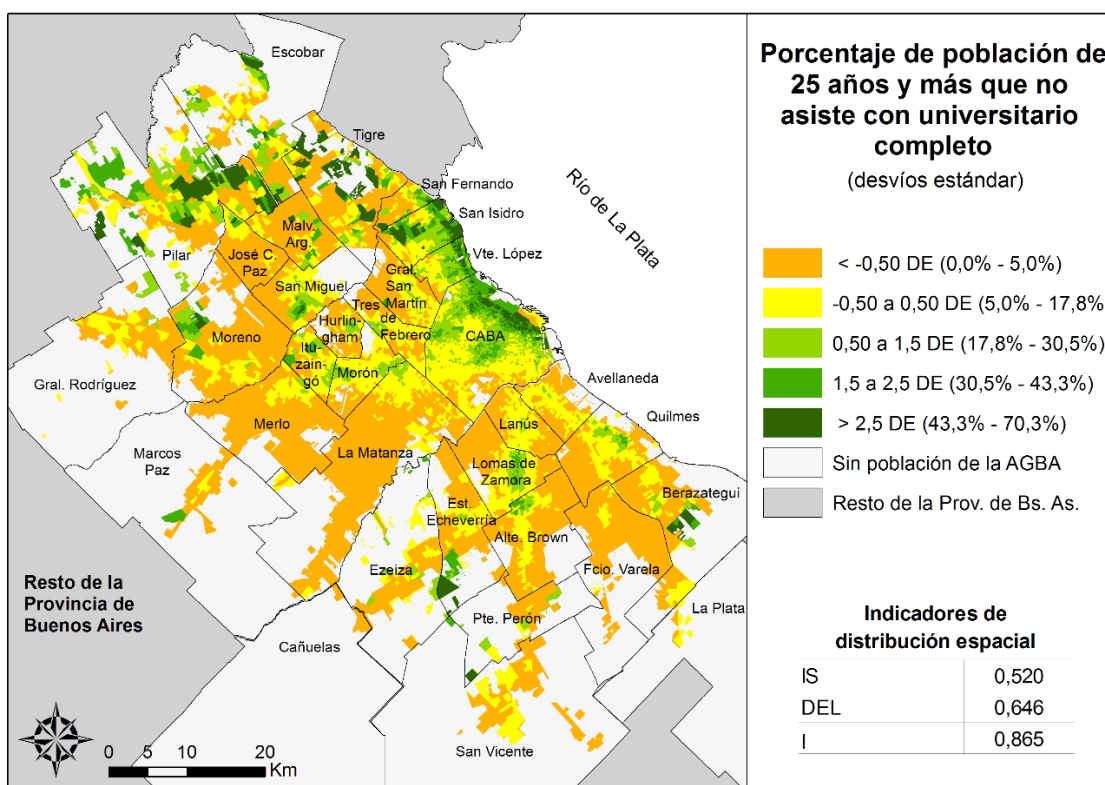 Escobar
Tigre
San Fernando
San Isidro
Río de La Plata
Vte. López
Malv.
Arg.
Pilar
José C.
Paz
Gral.
San
Martín
San Miguel
Tres
de
Febrero
Hurlin-
gham
CABA
Moreno
Itu-
zain-
gó
Morón
Avellaneda
Gral. Rodríguez
Quilmes
Merlo
Lanús
Marcos
Paz
La Matanza
Lomas de
Zamora
Berazategui
Est.
Echeverría
Alte. Brown
Ezeiza
Fcio. Varela
Resto de la
Provincia de
Buenos Aires
La Plata
Pte. Perón
Cañuelas
San Vicente
0 5 10 20
Km
Porcentaje de población de
25 años y más que no
asiste con universitario
completo
(desvíos estándar)
< -0,50 DE (0,0% - 5,0%)
-0,50 a 0,50 DE (5,0% - 17,8%
0,50 a 1,5 DE (17,8% - 30,5%)
1,5 a 2,5 DE (30,5% - 43,3%)
> 2,5 DE (43,3% - 70,3%)
Sin población de la AGBA
Resto de la Prov. de Bs. As.
Indicadores de
distribución espacial
IS 0,520
DEL 0,646
I 0,865